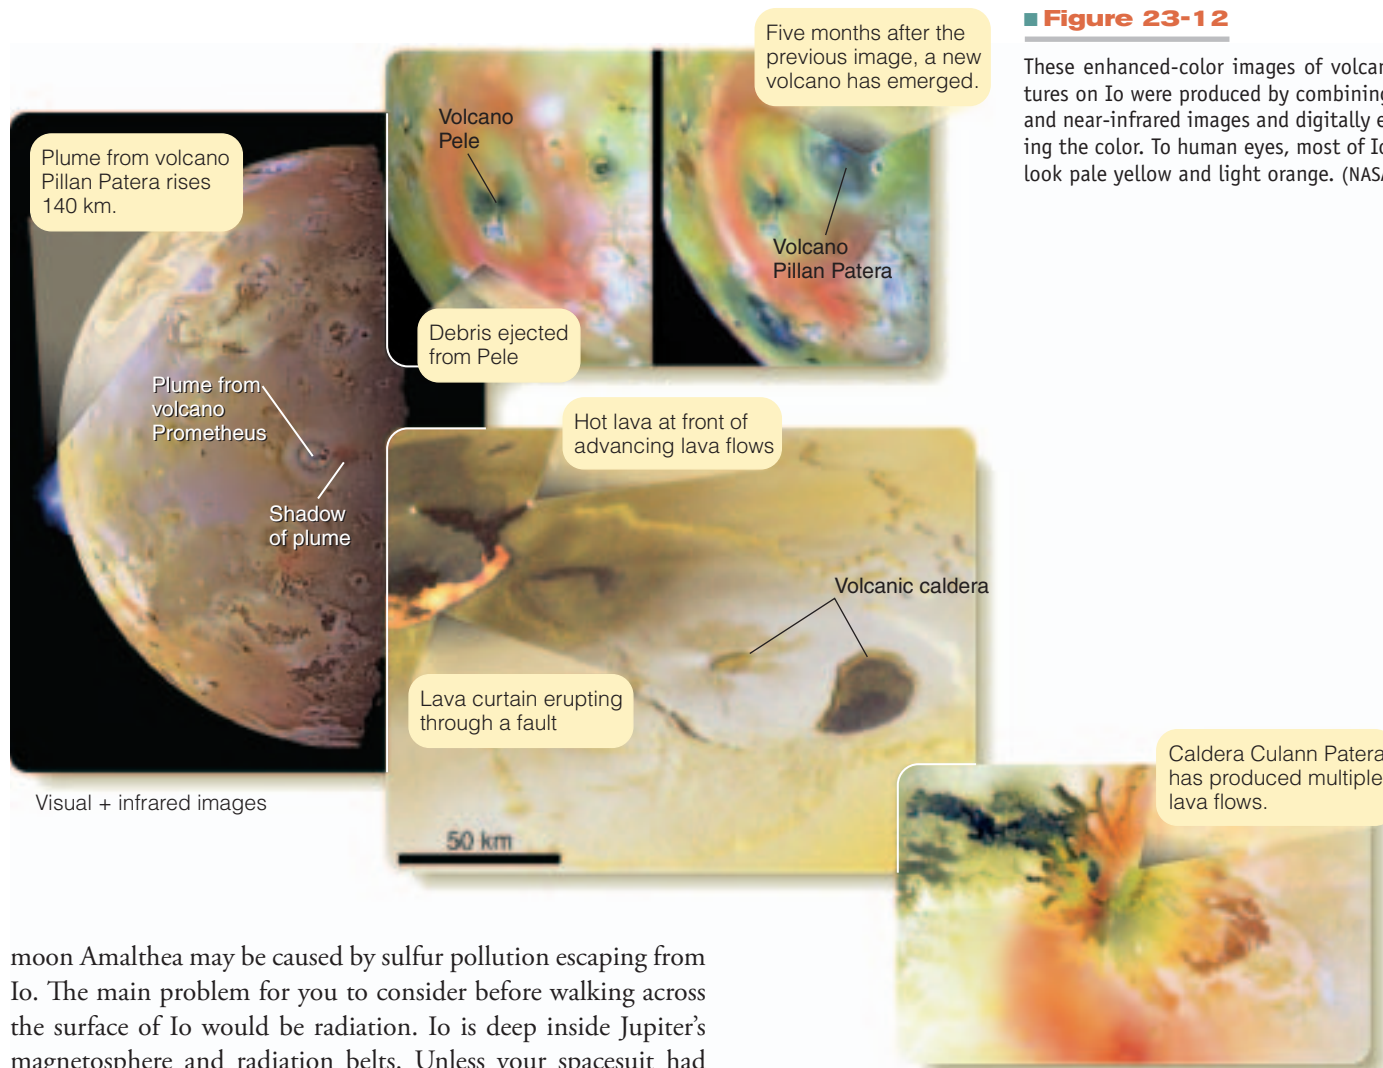 Figure 23-12
These enhanced-color images of volcan
tures on Io were produced by combining
and near-infrared images and digitally e
ing the color. To human eyes, most of Io
look pale yellow and light orange. (NASA
Five months after the
previous image, a new
volcano has emerged.
Volcano
Pele
Volcano
Pillan Patera
Debris ejected
from Pele
Plume from volcano
Pillan Patera rises
140 km.
Plume from
volcano
Prometheus
Shadow
of plume
Visual + infrared images
Hot lava at front of
advancing lava flows
Volcanic caldera
Lava curtain erupting
through a fault
50 km
Caldera Culann Patera
has produced multiple
lava flows.
moon Amalthea may be caused by sulfur pollution escaping from
Io. The main problem for you to consider before walking across
the surface of Io would be radiation. Io is deep inside Jupiter's
magnetosphere and radiation belts. Unless your spacesuit had